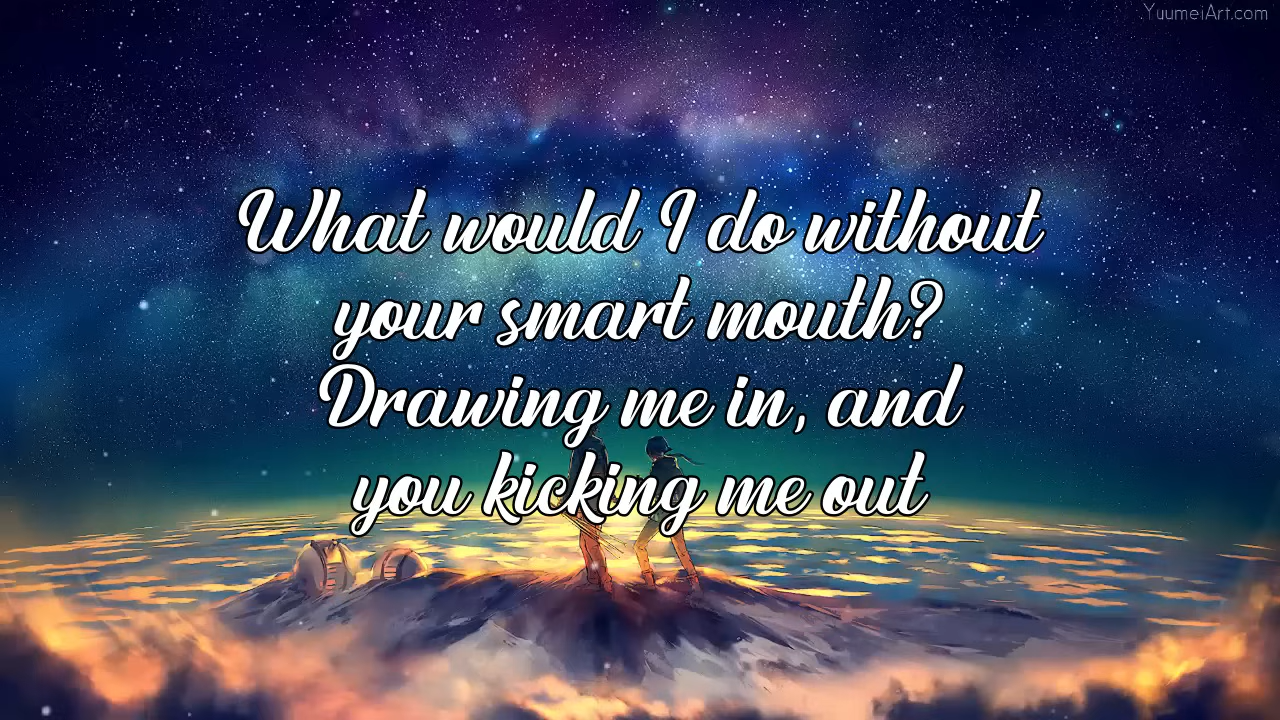 YuumeiArt.com
What would I do without
your smart mouth?
Drawing me in, and
you kicking me out